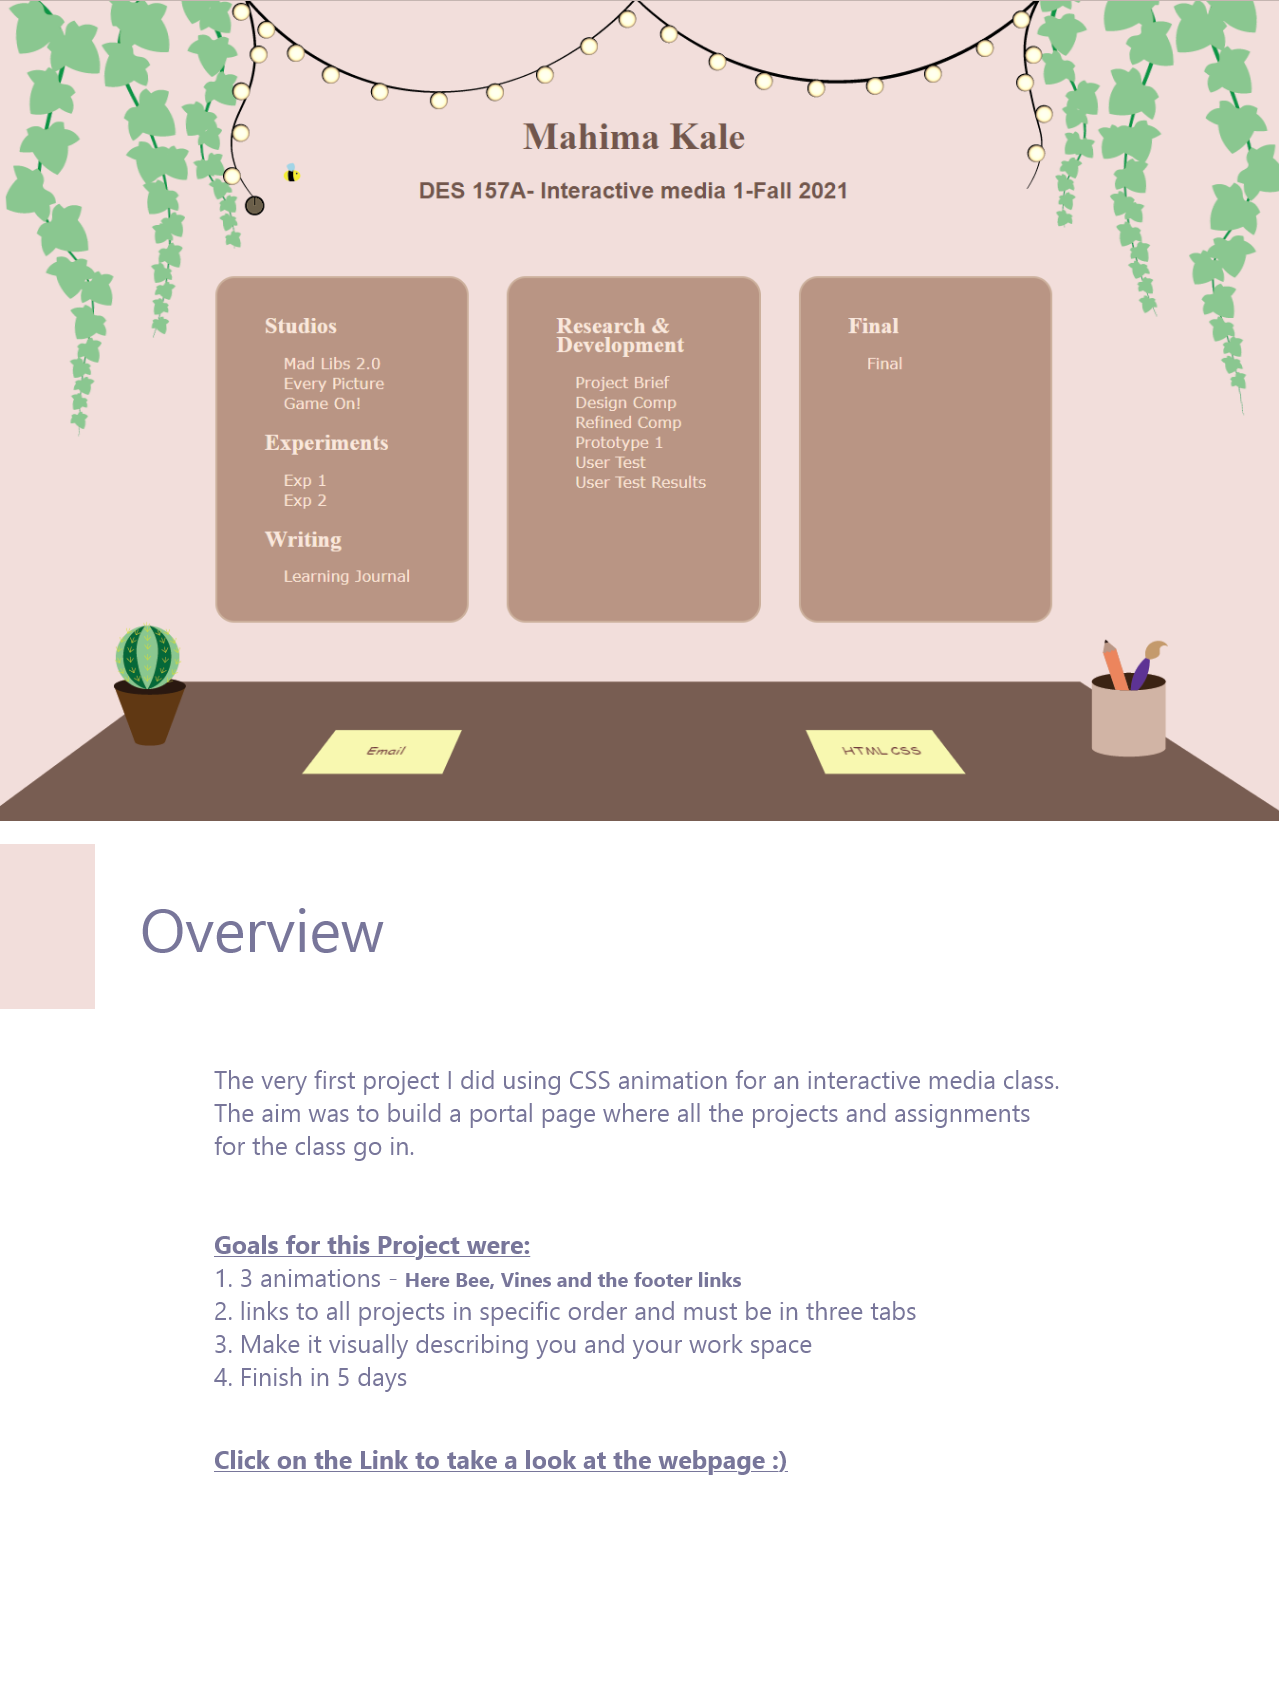 Mahima Kale
DES 157A- Interactive media 1-Fall 2021
Studios
Mad Libs 2.0
Every Picture
Game On!
Experiments
Exp 1
Exp 2
Writing
Learning Journal
Research &
Development
Project Brief
Design Comp
Refined Comp
Prototype 1
User Test
User Test Results
Final
Final
Email
HTML CSS
Overview
The very first project I did using CSS animation for an interactive media class.
The aim was to build a portal page where all the projects and assignments
for the class go in.
Goals for this Project were:
1. 3 animations - Here Bee, Vines and the footer links
2. links to all projects in specific order and must be in three tabs
3. Make it visually describing you and your work space
4. Finish in 5 days
Click on the Link to take a look at the webpage :)